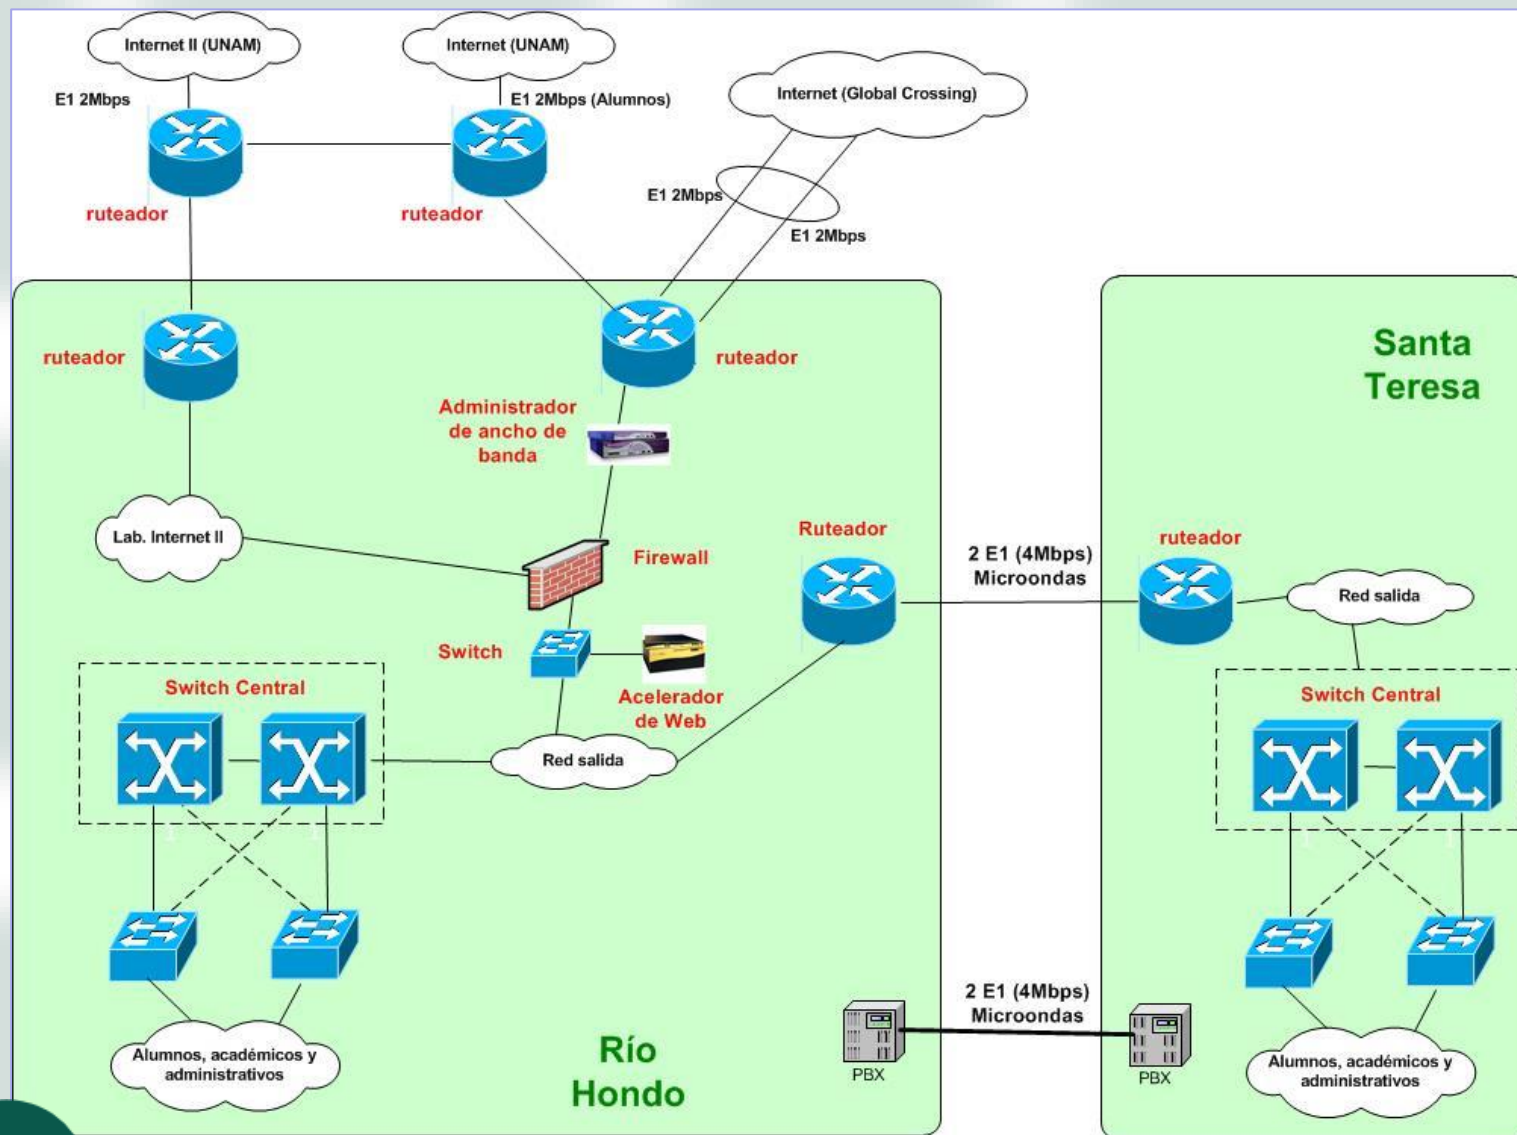 Internet II (UNAM)
Internet (UNAM)
Internet (Global Crossing)
E1 2Mbps
E1 2Mbps (Alumnos)
E1 2Mbps
E1 2Mbps
ruteador
ruteador
ruteador
ruteador
Santa
Teresa
Administrador
de ancho de
banda
Lab. Internet II
Firewall
Ruteador
2 E1 (4Mbps)
Microondas
ruteador
Red salida
Switch
Acelerador
de Web
Switch Central
Red salida
Switch Central
Alumnos, académicos y
administrativos
Río
Hondo
PBX
2 E1 (4Mbps)
Microondas
PBX
Alumnos, académicos y
administrativos